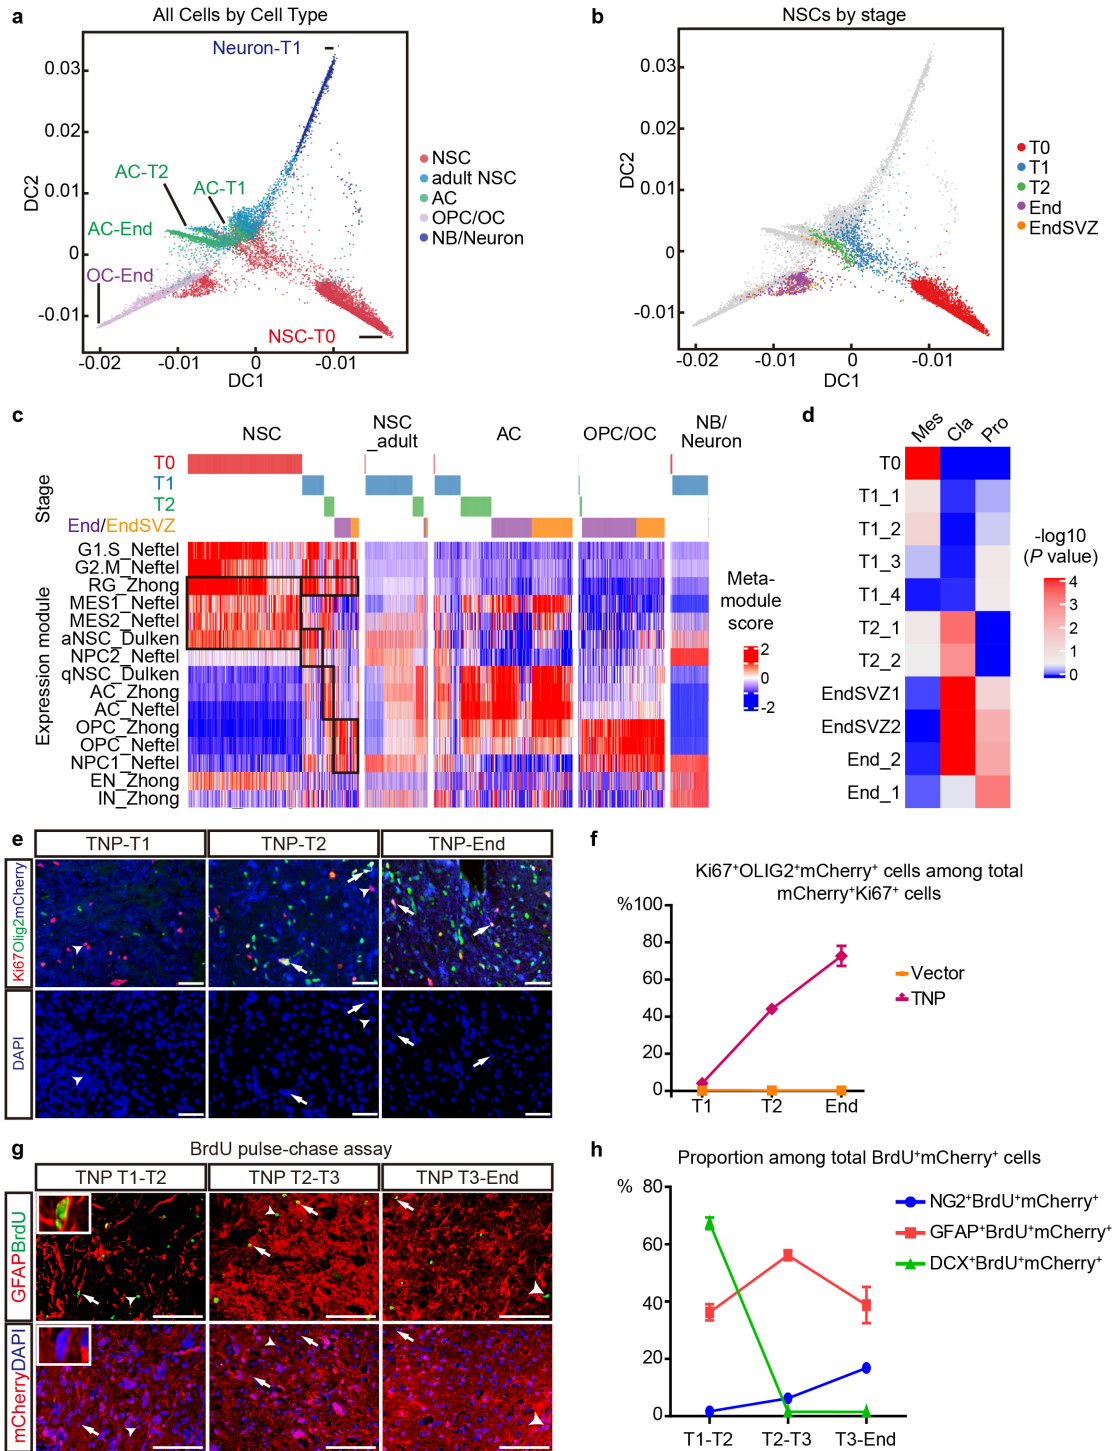 a
All Cells by Cell Type
Neuron-T1
AC-T2
AC-T1
AC-End
OC-End
NSC-T0
DC2
0.03
0.02
0.01
0
-0.01
-0.02
-0.01
0
-0.01
DC1
NSC
adult NSC
AC
OPC/OC
NB/Neuron
b
NSCs by stage
DC2
0.03
0.02
0.01
0
-0.01
-0.02
-0.01
0
-0.01
DC1
T0
T1
T2
End
EndSVZ
c
NSC
NSC
_adult
AC
OPC/OC
NB/
Neuron
Stage
T0
T1
T2
End/EndSVZ
Expression module
G1.S_Neftel
G2.M_Neftel
RG_Zhong
MES1_Neftel
MES2_Neftel
aNSC_Dulken
NPC2_Neftel
qNSC_Dulken
AC_Zhong
AC_Neftel
OPC_Zhong
OPC_Neftel
NPC1_Neftel
EN_Zhong
IN_Zhong
Meta-
module
score
2
0
-2
d
Mes
Cla
Pro
T0
T1_1
T1_2
T1_3
T1_4
T2_1
T2_2
EndSVZ1
EndSVZ2
End_2
End_1
-log10
(P value)
4
3
2
1
0
e
TNP-T1
TNP-T2
TNP-End
Ki67Olig2mCherry
DAPI
f
Ki67⁺OLIG2⁺mCherry⁺ cells among total
mCherry⁺Ki67⁺ cells
%
100
80
60
40
20
0
T1
T2
End
Vector
TNP
g
BrdU pulse-chase assay
TNP T1-T2
TNP T2-T3
TNP T3-End
GFAPBrdU
mCherryDAPI
h
Proportion among total BrdU⁺mCherry⁺ cells
%
80
60
40
20
0
T1-T2
T2-T3
T3-End
NG2⁺BrdU⁺mCherry⁺
GFAP⁺BrdU⁺mCherry⁺
DCX⁺BrdU⁺mCherry⁺